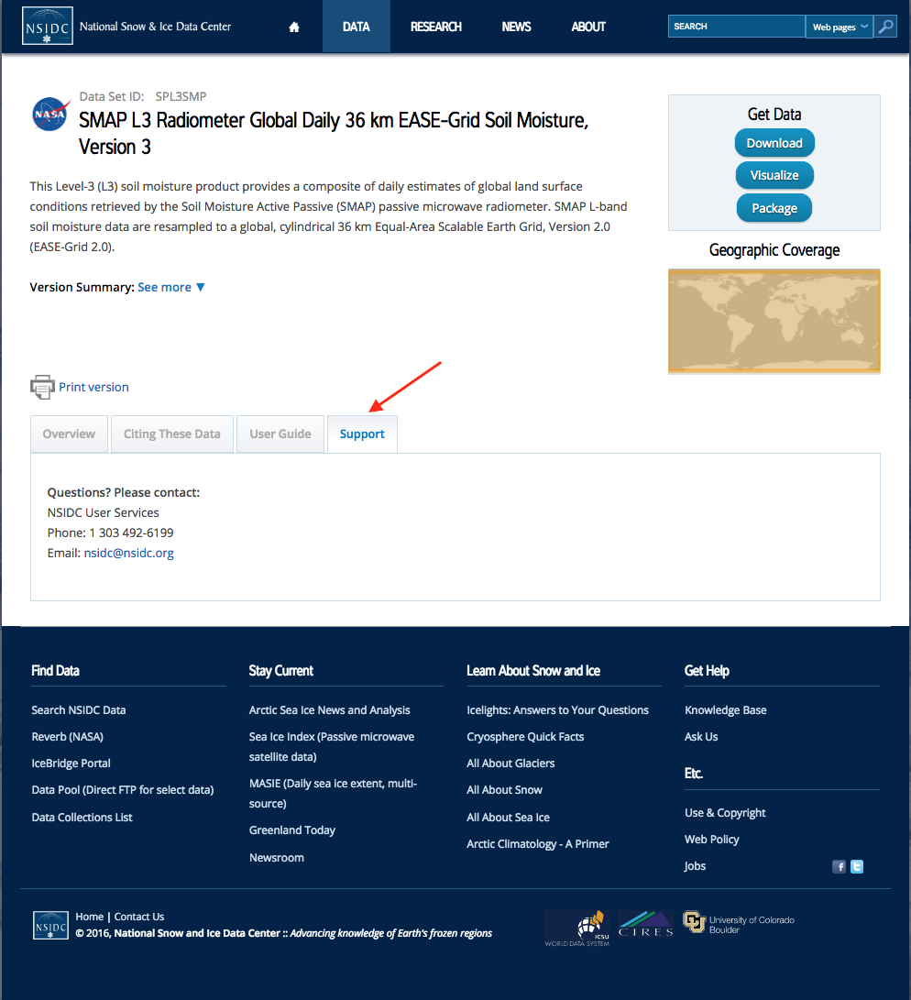 NSIDC
National Snow & Ice Data Center
DATA
RESEARCH
NEWS
ABOUT
SEARCH
Web pages
NASA
Data Set ID: SPL3SMP
SMAP L3 Radiometer Global Daily 36 km EASE-Grid Soil Moisture,
Version 3
This Level-3 (L3) soil moisture product provides a composite of daily estimates of global land surface
conditions retrieved by the Soil Moisture Active Passive (SMAP) passive microwave radiometer. SMAP L-band
soil moisture data are resampled to a global, cylindrical 36 km Equal-Area Scalable Earth Grid, Version 2.0
(EASE-Grid 2.0).
Version Summary: See more ▼
Get Data
Download
Visualize
Package
Geographic Coverage
Print version
Overview
Citing These Data
User Guide
Support
Questions? Please contact:
NSIDC User Services
Phone: 1 303 492-6199
Email: nsidc@nsidc.org
Find Data
Search NSIDC Data
Reverb (NASA)
IceBridge Portal
Data Pool (Direct FTP for select data)
Data Collections List
Stay Current
Arctic Sea Ice News and Analysis
Sea Ice Index (Passive microwave
satellite data)
MASIE (Daily sea ice extent, multi-
source)
Greenland Today
Newsroom
Learn About Snow and Ice
Icelights: Answers to Your Questions
Cryosphere Quick Facts
All About Glaciers
All About Snow
All About Sea Ice
Arctic Climatology - A Primer
Get Help
Knowledge Base
Ask Us
Etc.
Use & Copyright
Web Policy
Jobs
f
t
NSIDC
Home | Contact Us
© 2016, National Snow and Ice Data Center :: Advancing knowledge of Earth's frozen regions
ICSU
WORLD DATA SYSTEM
CIRES
CU
University of Colorado
Boulder